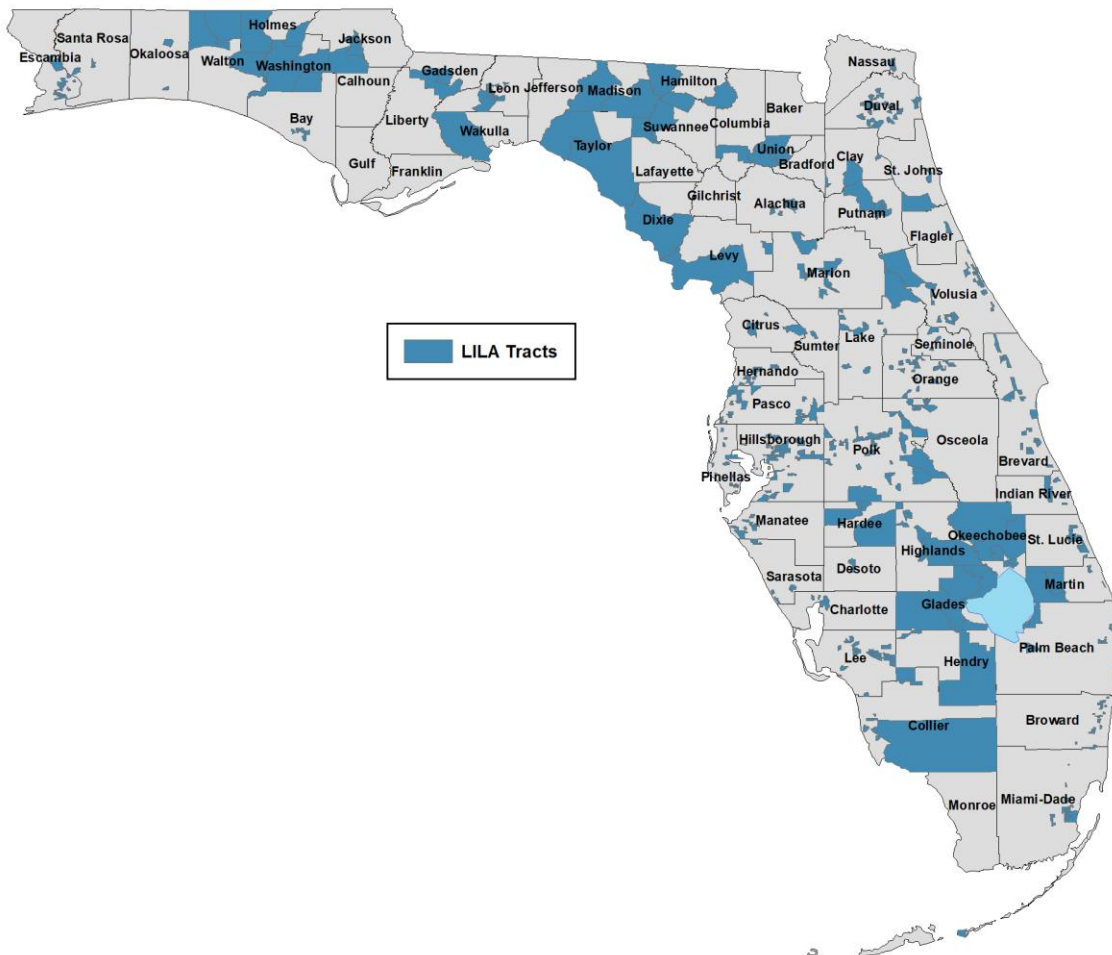 Holmes
Santa Rosa
Jackson
Okaloosa
Escambia
Walton
Washington
Nassau
Gadsden
Hamilton
Calhoun
Leon
Jefferson
Madison
Duval
Baker
Bay
Liberty
Wakulla
Suwannee
Columbia
Taylor
Union
Clay
Gulf
Franklin
Lafayette
Bradford
St. Johns
Gilchrist
Alachua
Putnam
Dixie
Flagler
Levy
Marion
Volusia
Citrus
LILA Tracts
Sumter
Lake
Seminole
Hernando
Orange
Pasco
Hillsborough
Osceola
Polk
Brevard
Pinellas
Indian River
Manatee
Hardee
Okeechobee
St. Lucie
Highlands
Desoto
Sarasota
Martin
Charlotte
Glades
Palm Beach
Lee
Hendry
Collier
Broward
Monroe
Miami-Dade